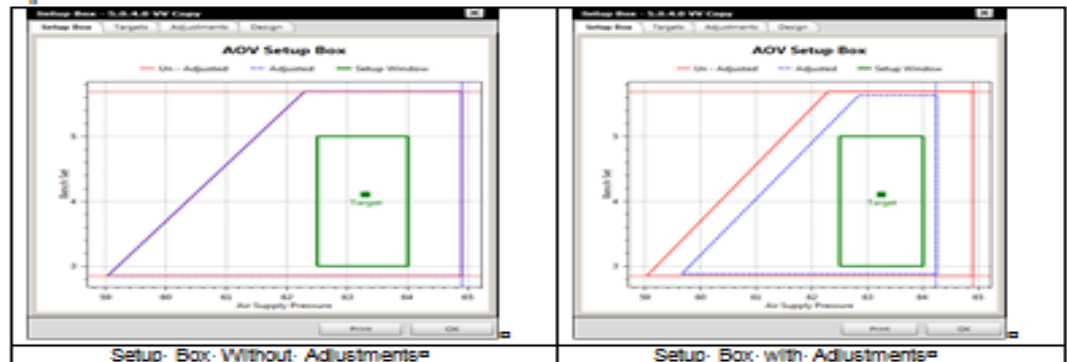 Setup Box - 5.0.4.0 VV Copy
Setup Box Targets Adjustments Design
AOV Setup Box
Un - Adjusted Adjusted Setup Window
5
4
3
Bench Set
Target
59 60 61 62 63 64 65
Air Supply Pressure
Print OK
Setup Box Without Adjustments
Setup Box - 5.0.4.0 VV Copy
Setup Box Targets Adjustments Design
AOV Setup Box
Un - Adjusted Adjusted Setup Window
5
4
3
Bench Set
Target
59 60 61 62 63 64 65
Air Supply Pressure
Print OK
Setup Box with Adjustments